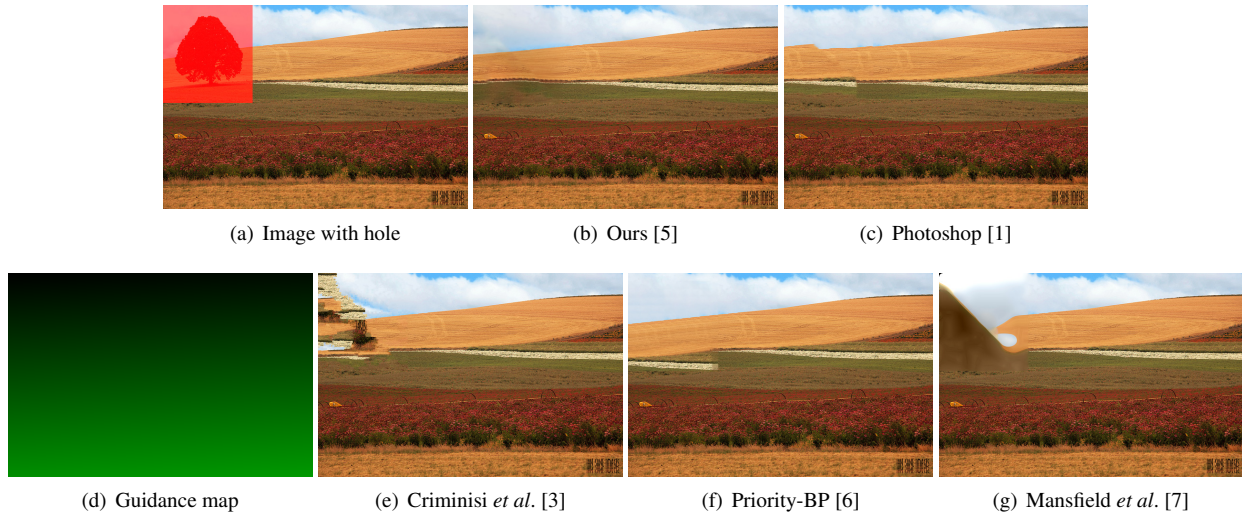 (a) Image with hole
(b) Ours [5]
(c) Photoshop [1]
(d) Guidance map
(e) Criminisi et al. [3]
(f) Priority-BP [6]
(g) Mansfield et al. [7]